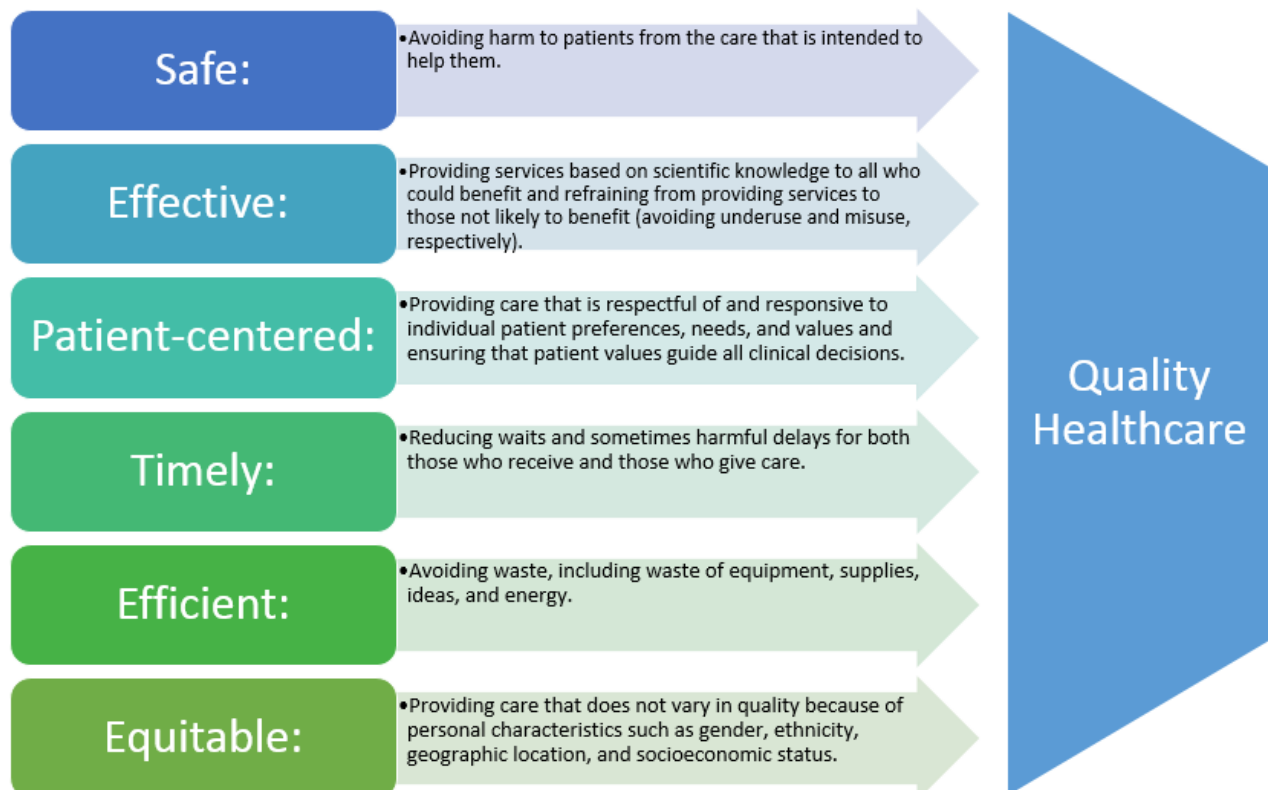 Safe:
•Avoiding harm to patients from the care that is intended to
help them.
Effective:
•Providing services based on scientific knowledge to all who
could benefit and refraining from providing services to
those not likely to benefit (avoiding underuse and misuse,
respectively).
Patient-centered:
•Providing care that is respectful of and responsive to
individual patient preferences, needs, and values and
ensuring that patient values guide all clinical decisions.
Timely:
•Reducing waits and sometimes harmful delays for both
those who receive and those who give care.
Efficient:
•Avoiding waste, including waste of equipment, supplies,
ideas, and energy.
Equitable:
•Providing care that does not vary in quality because of
personal characteristics such as gender, ethnicity,
geographic location, and socioeconomic status.
Quality
Healthcare